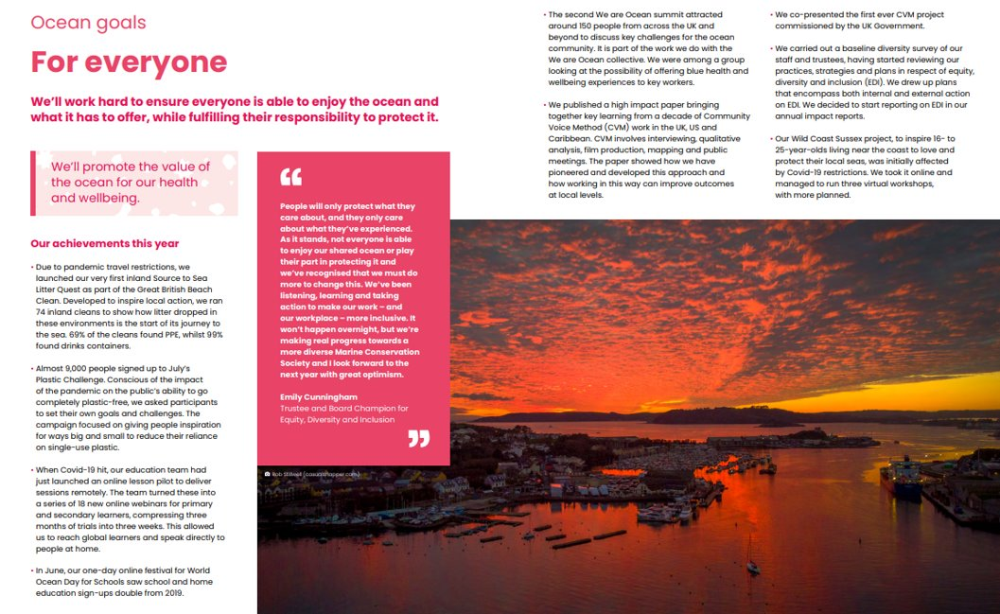 Ocean goals
For everyone
We'll work hard to ensure everyone is able to enjoy the ocean and
what it has to offer, while fulfilling their responsibility to protect it.
We'll promote the value of
the ocean for our health
and wellbeing.
Our achievements this year
• Due to pandemic travel restrictions, we
launched our very first inland Source to Sea
Litter Quest as part of the Great British Beach
Clean. Developed to inspire local action, we ran
74 inland cleans to show how litter dropped in
these environments is the start of its journey to
the sea. 69% of the cleans found PPE, whilst 99%
found drinks containers.
• Almost 9,000 people signed up to July's
Plastic Challenge. Conscious of the impact
of the pandemic on the public's ability to go
completely plastic-free, we asked participants
to set their own goals and challenges. The
campaign focused on giving people inspiration
for ways big and small to reduce their reliance
on single-use plastic.
• When Covid-19 hit, our education team had
just launched an online lesson pilot to deliver
sessions remotely. The team turned these into
a series of 18 new online webinars for primary
and secondary learners, compressing three
months of trials into three weeks. This allowed
us to reach global learners and speak directly to
people at home.
• In June, our one-day online festival for World
Ocean Day for Schools saw school and home
education sign-ups double from 2019.
“
People will only protect what they
care about, and they only care
about what they've experienced.
As it stands, not everyone is able
to enjoy our shared ocean or play
their part in protecting it and
we've recognised that we must do
more to change this. We've been
listening, learning and taking
action to make our work – and
our workplace – more inclusive. It
won't happen overnight, but we're
making real progress towards a
more diverse Marine Conservation
Society and I look forward to the
next year with great optimism.
Emily Cunningham
Trustee and Board Champion for
Equity, Diversity and Inclusion
”
Rob Stillwell (casualshapper.com)
• The second We are Ocean summit attracted
around 150 people from across the UK and
beyond to discuss key challenges for the ocean
community. It is part of the work we do with the
We are Ocean collective. We were among a group
looking at the possibility of offering blue health and
wellbeing experiences to key workers.
• We published a high impact paper bringing
together key learning from a decade of Community
Voice Method (CVM) work in the UK, US and
Caribbean. CVM involves interviewing, qualitative
analysis, film production, mapping and public
meetings. The paper showed how we have
pioneered and developed this approach and
how working in this way can improve outcomes
at local levels.
• We co-presented the first ever CVM project
commissioned by the UK Government.
• We carried out a baseline diversity survey of our
staff and trustees, having started reviewing our
practices, strategies and plans in respect of equity,
diversity and inclusion (EDI). We drew up plans
that encompass both internal and external action
on EDI. We decided to start reporting on EDI in our
annual impact reports.
• Our Wild Coast Sussex project, to inspire 16- to
25-year-olds living near the coast to love and
protect their local seas, was initially affected
by Covid-19 restrictions. We took it online and
managed to run three virtual workshops,
with more planned.